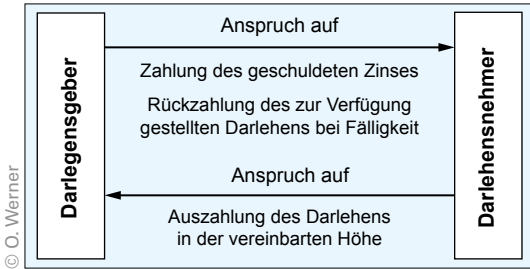 Anspruch auf
Zahlung des geschuldeten Zinses
Rückzahlung des zur Verfügung
gestellten Darlehens bei Fälligkeit
Anspruch auf
Auszahlung des Darlehens
in der vereinbarten Höhe
Darlegensgeber
Darlehensnehmer
© O. Werner